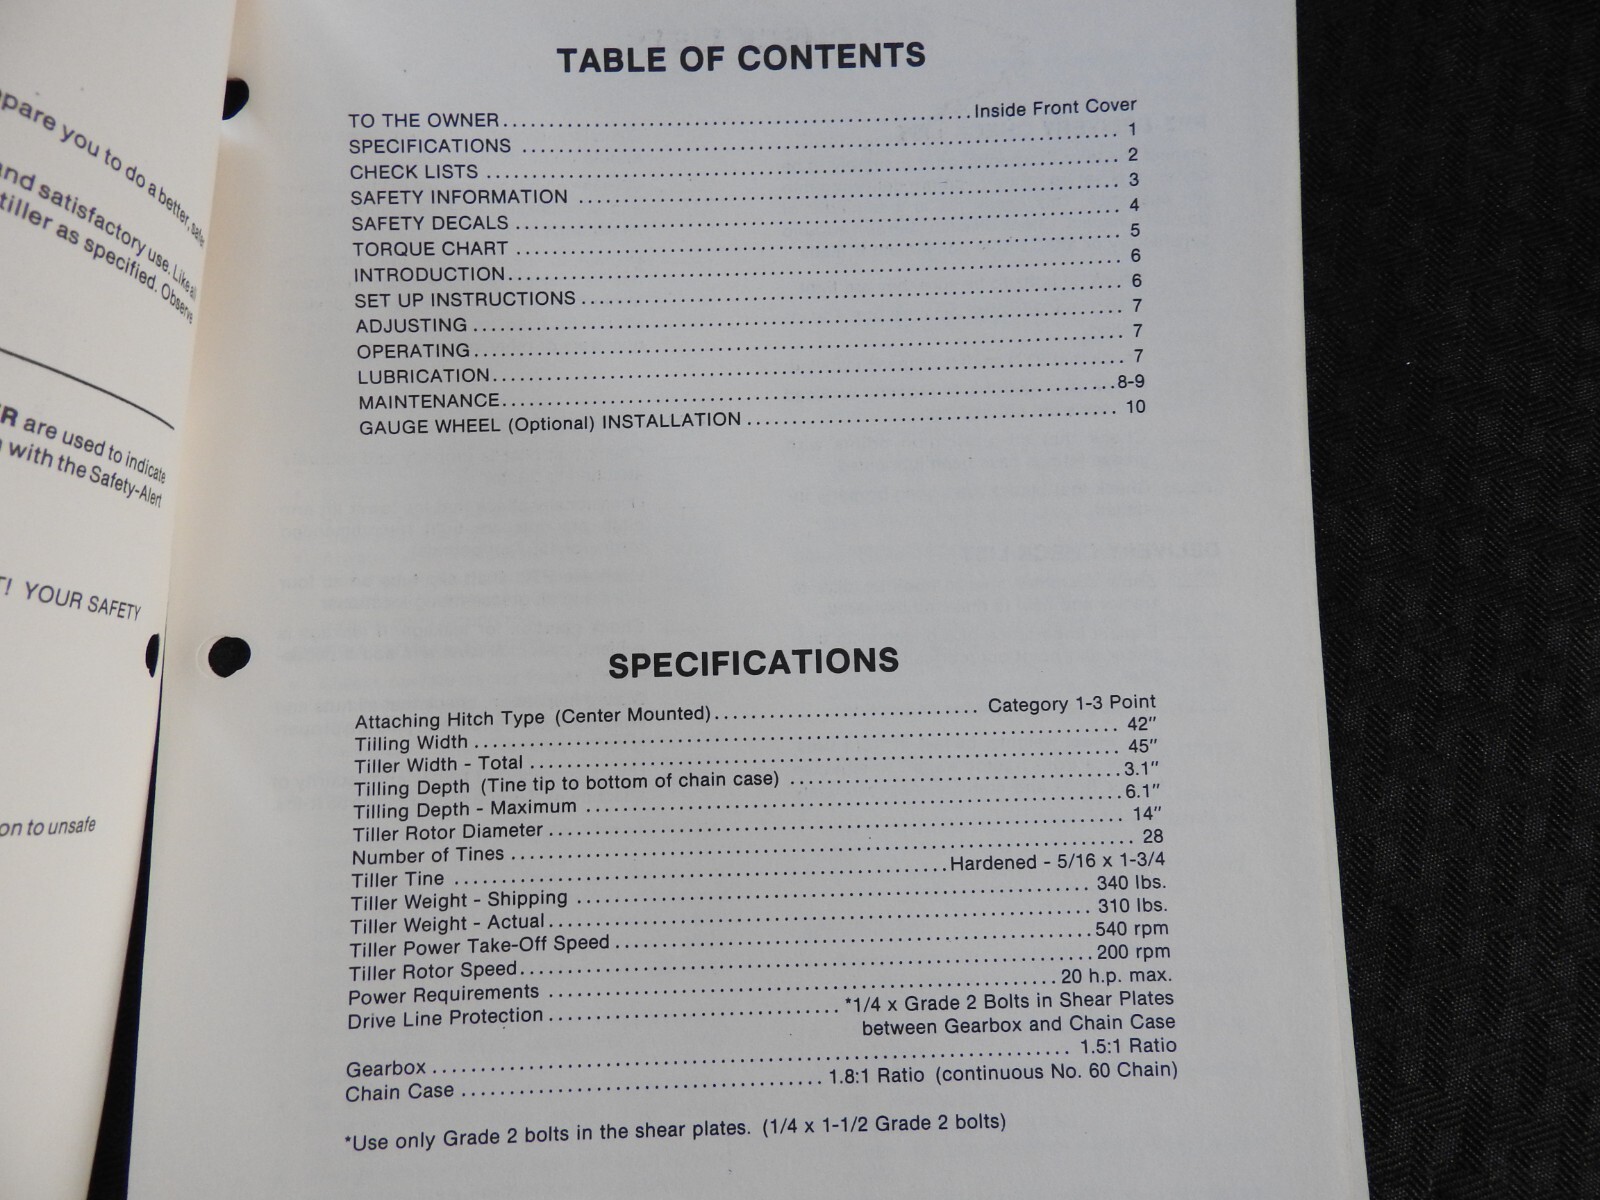 pare you to do a better, safer
and satisfactory use. Like all
tiller as specified. Observe
R are used to indicate
with the Safety-Alert
! YOUR SAFETY
on to unsafe
TABLE OF CONTENTS
TO THE OWNER.................................................Inside Front Cover
SPECIFICATIONS ................................................................ 1
CHECK LISTS ................................................................ 2
SAFETY INFORMATION ................................................................ 3
SAFETY DECALS ................................................................ 4
TORQUE CHART ................................................................ 5
INTRODUCTION................................................................ 6
SET UP INSTRUCTIONS................................................................ 6
ADJUSTING................................................................ 7
OPERATING................................................................ 7
LUBRICATION................................................................ 7
MAINTENANCE................................................................8-9
GAUGE WHEEL (Optional) INSTALLATION........................................ 10
SPECIFICATIONS
Attaching Hitch Type (Center Mounted)............................. Category 1-3 Point
Tilling Width................................................................ 42"
Tiller Width - Total ................................................................ 45"
Tilling Depth (Tine tip to bottom of chain case) ....................................3.1"
Tilling Depth - Maximum ................................................................6.1"
Tiller Rotor Diameter................................................................ 14"
Number of Tines................................................................ 28
Tiller Tine .....................................................Hardened - 5/16 x 1-3/4
Tiller Weight - Shipping ........................................................ 340 lbs.
Tiller Weight - Actual........................................................... 310 lbs.
Tiller Power Take-Off Speed....................................................540 rpm
Tiller Rotor Speed..............................................................200 rpm
Power Requirements .......................................................20 h.p. max.
Drive Line Protection................................*1/4 x Grade 2 Bolts in Shear Plates
between Gearbox and Chain Case
Gearbox...................................................................... 1.5:1 Ratio
Chain Case....................................... 1.8:1 Ratio (continuous No. 60 Chain)
*Use only Grade 2 bolts in the shear plates. (1/4 x 1-1/2 Grade 2 bolts)